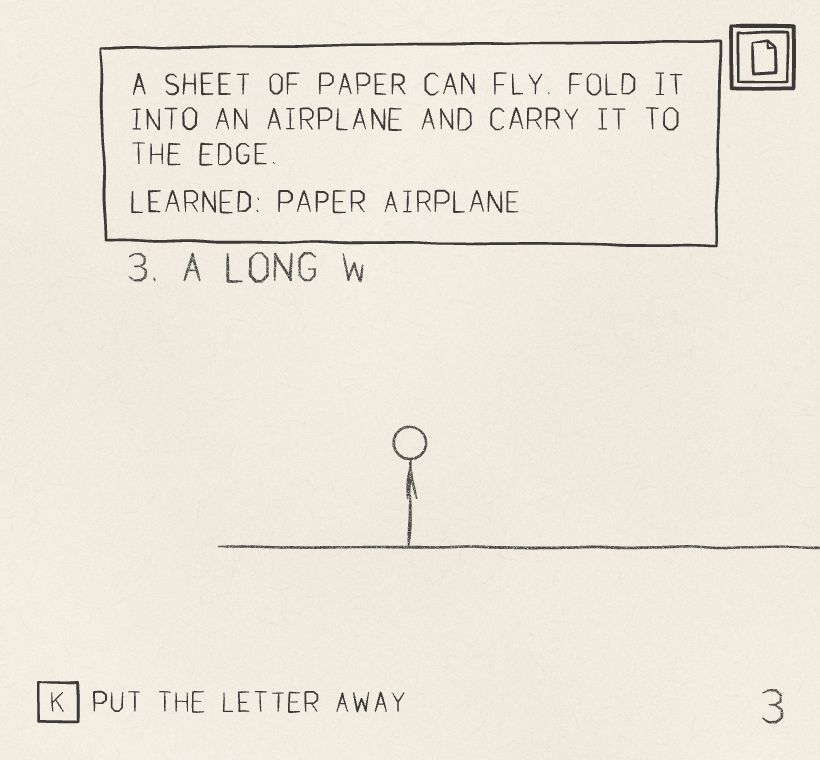 A SHEET OF PAPER CAN FLY. FOLD IT
INTO AN AIRPLANE AND CARRY IT TO
THE EDGE.
LEARNED: PAPER AIRPLANE
3. A LONG W
K PUT THE LETTER AWAY
3